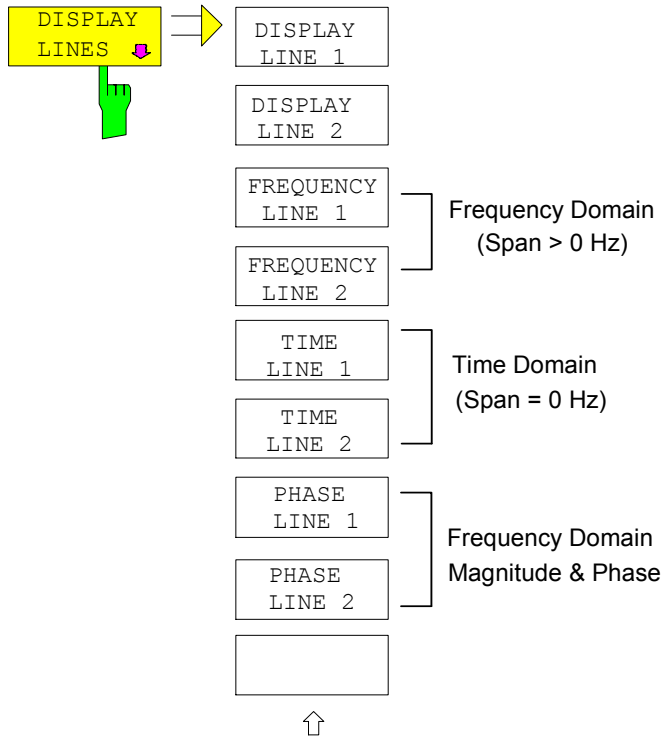 DISPLAY
LINES
DISPLAY
LINE 1
DISPLAY
LINE 2
FREQUENCY
LINE 1
FREQUENCY
LINE 2
Frequency Domain
(Span > 0 Hz)
TIME
LINE 1
TIME
LINE 2
Time Domain
(Span = 0 Hz)
PHASE
LINE 1
PHASE
LINE 2
Frequency Domain
Magnitude & Phase